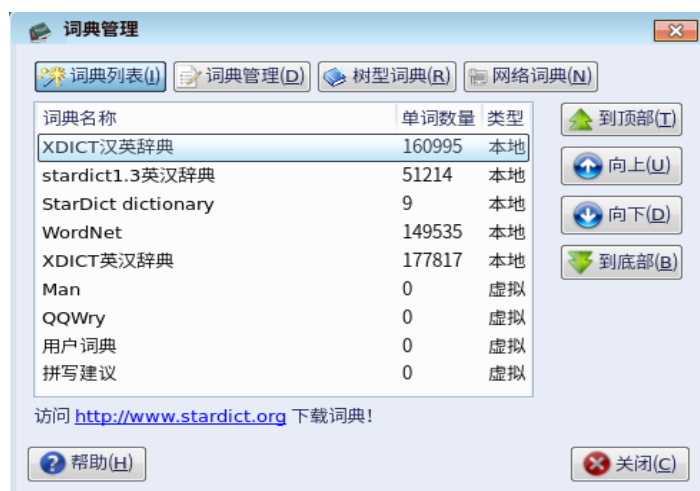 词典管理
词典列表(I) 词典管理(D) 树型词典(R) 网络词典(N)
词典名称 单词数量 类型
XDICT汉英辞典 160995 本地
stardict1.3英汉辞典 51214 本地
StarDict dictionary 9 本地
WordNet 149535 本地
XDICT英汉辞典 177817 本地
Man 0 虚拟
QQWry 0 虚拟
用户词典 0 虚拟
拼写建议 0 虚拟
到顶部(T)
向上(U)
向下(D)
到底部(B)
访问 http://www.stardict.org 下载词典!
帮助(H) 关闭(C)